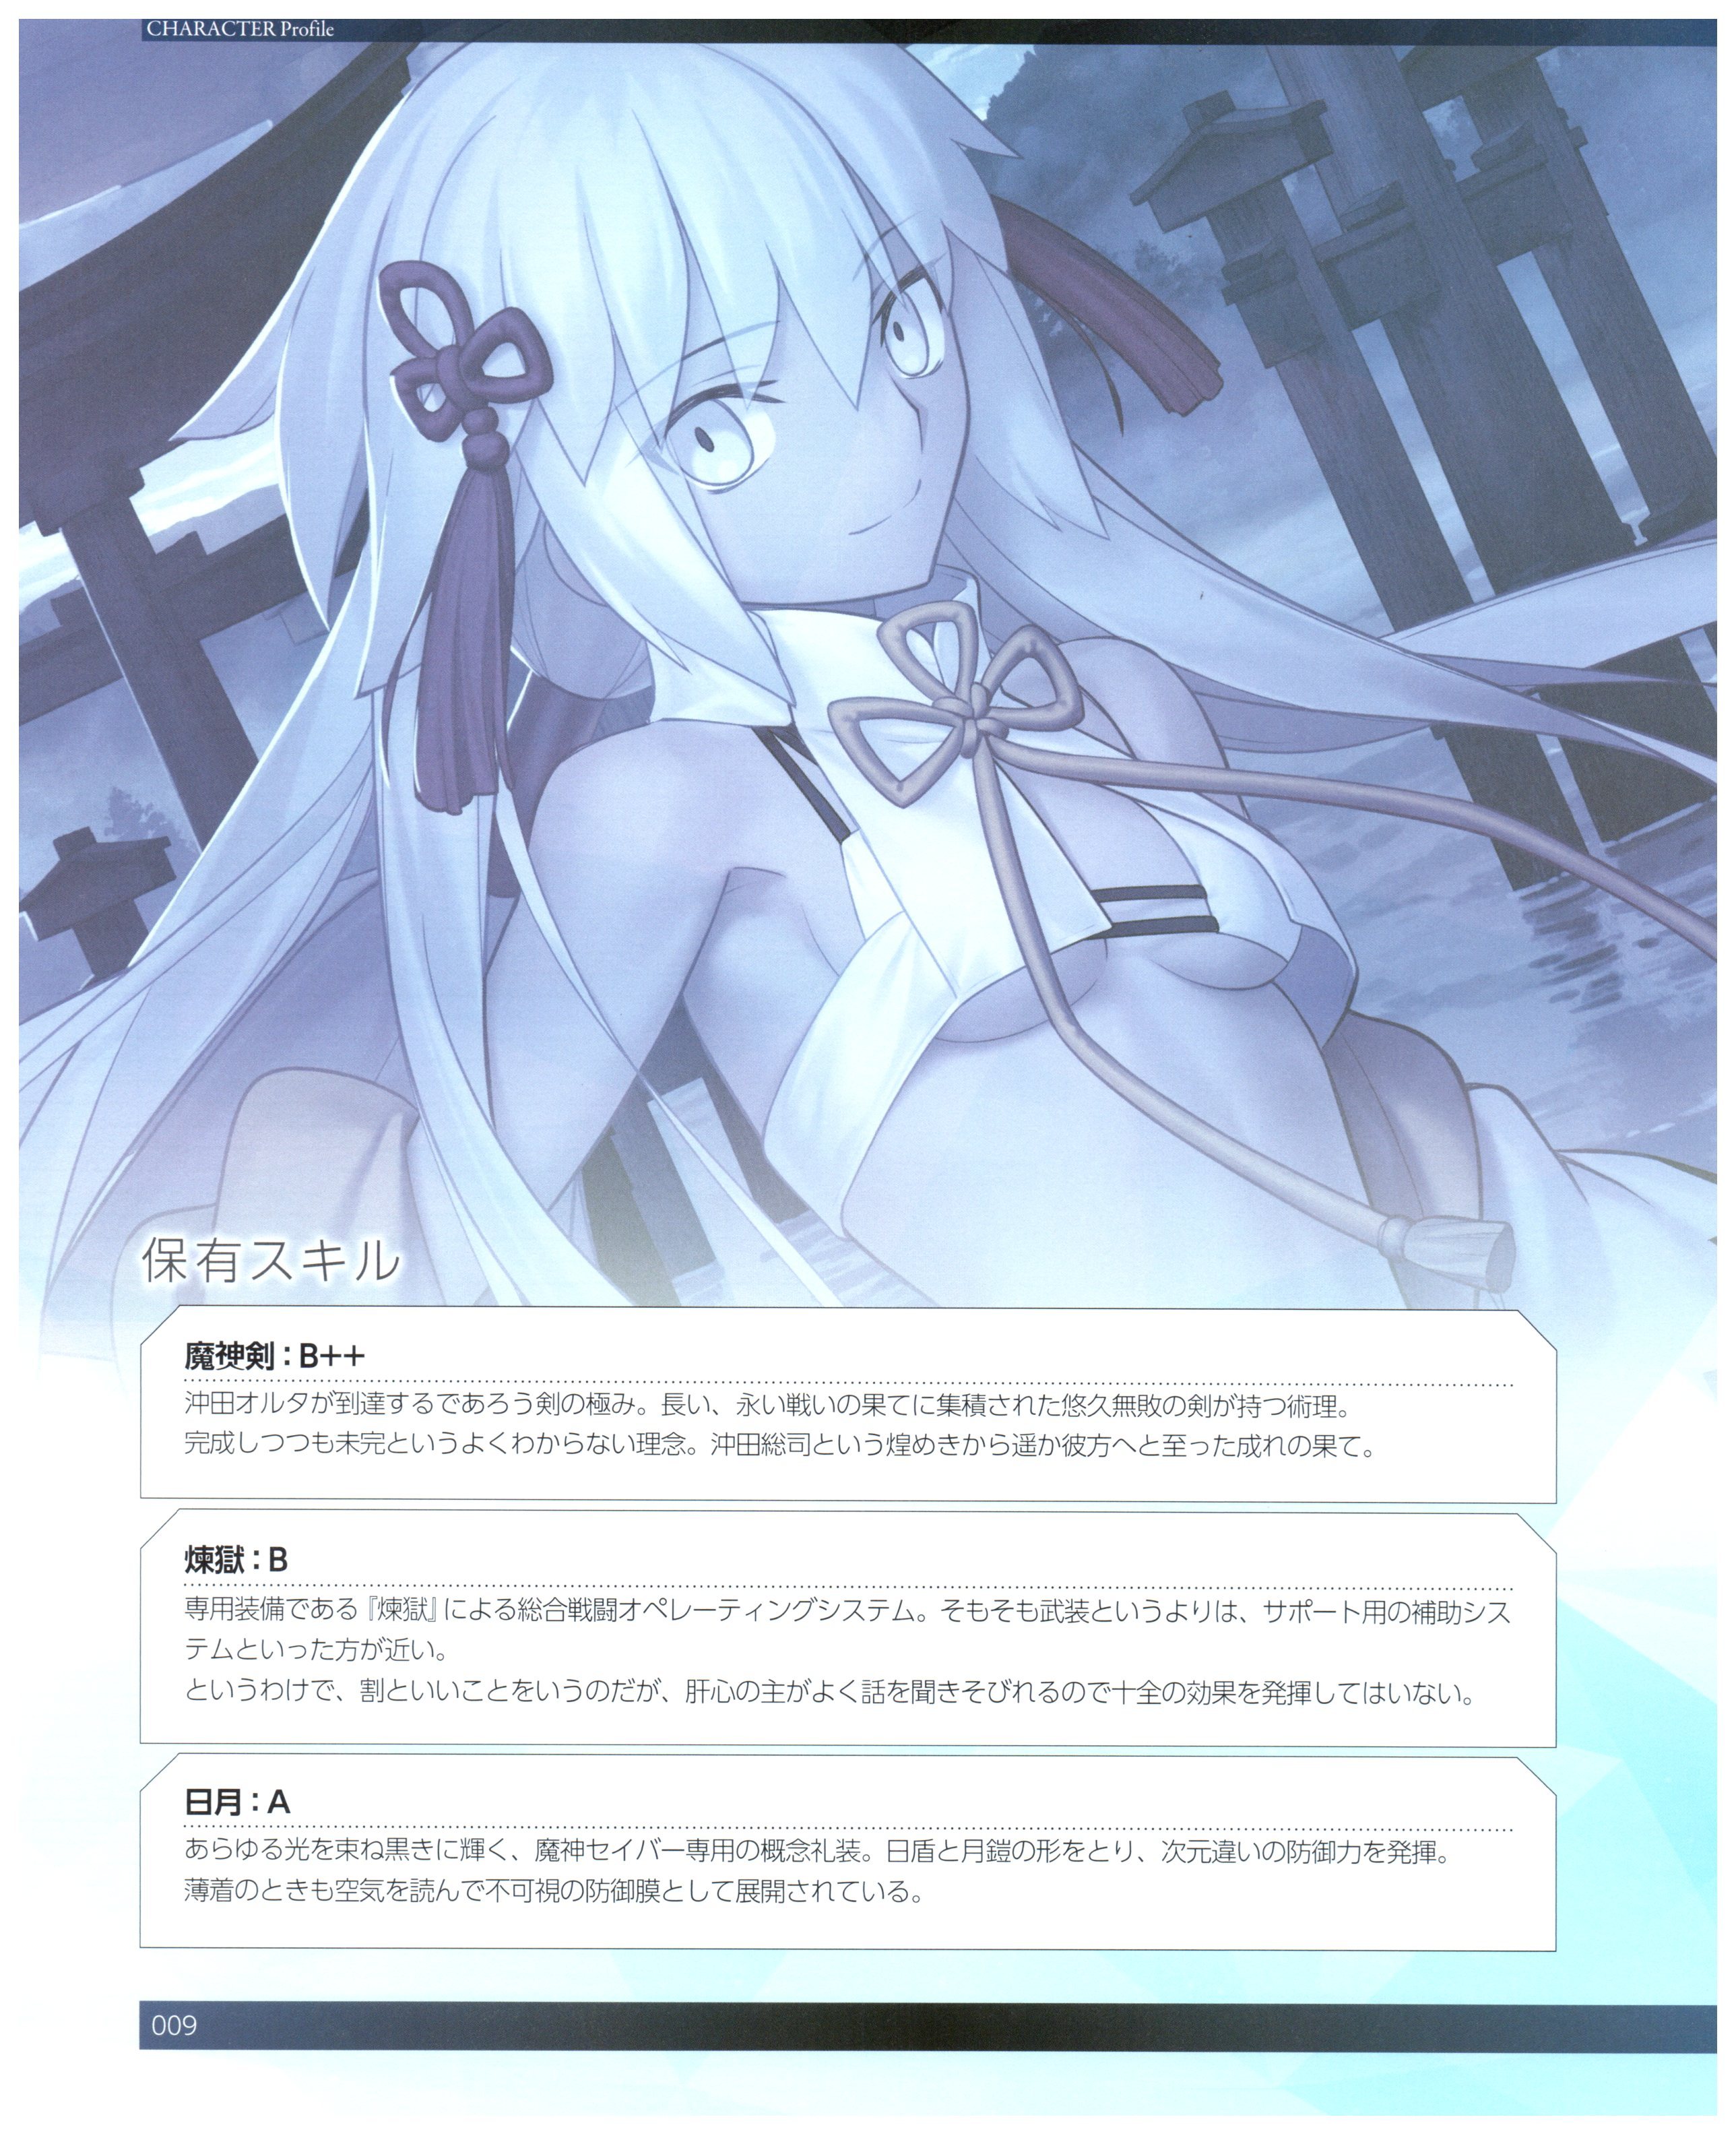 CHARACTER Profile
保有スキル
魔神剣：B++
沖田オルタが到達するであろう剣の極み。長い、永い戦いの果てに集積された悠久無敗の剣が持つ術理。
完成しつつも未完というよくわからない理念。沖田総司という煌めきから遥か彼方へと至った成れの果て。
煉獄：B
専用装備である『煉獄』による総合戦闘オペレーティングシステム。そもそも武装というよりは、サポート用の補助シス
テムといった方が近い。
というわけで、割といいことをいうのだが、肝心の主がよく話を聞きそびれるので十全の効果を発揮してはいない。
日月：A
あらゆる光を束ね黒きに輝く、魔神セイバー専用の概念礼装。日盾と月鎧の形をとり、次元違いの防御力を発揮。
薄着のときも空気を読んで不可視の防御膜として展開されている。
009